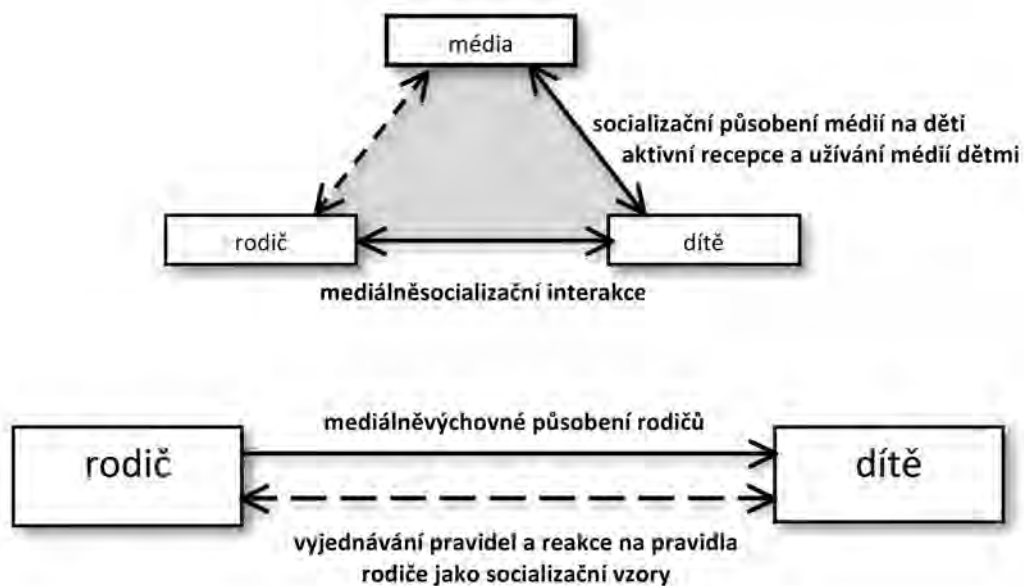 média
socializační působení médií na děti
aktivní recepce a užívání médií dětmi
rodič
dítě
mediálněsocializační interakce
mediálněvýchovné působení rodičů
rodič
dítě
vyjednávání pravidel a reakce na pravidla
rodiče jako socializační vzory